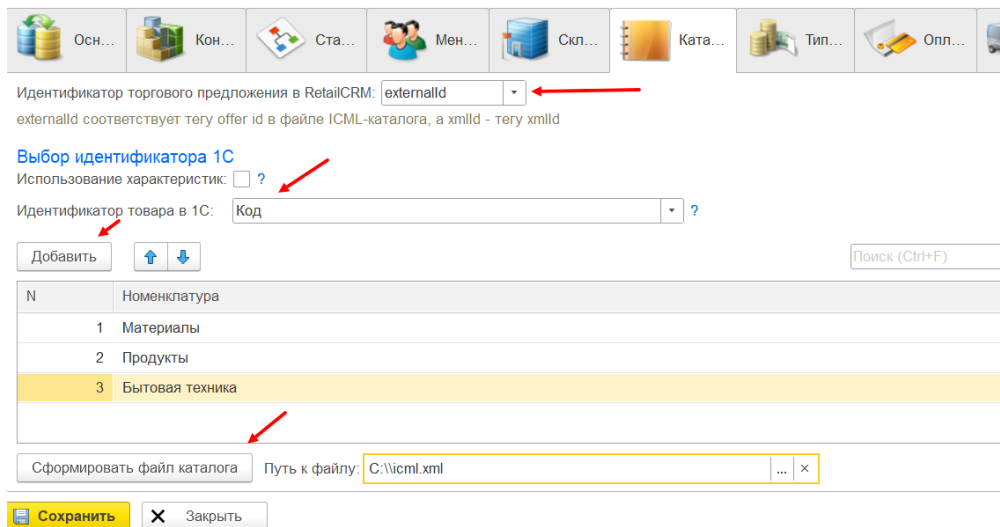 Осн... Кон... Ста... Мен... Скл... Ката... Тип... Опл...
Идентификатор торгового предложения в RetailCRM: externalId
externalId соответствует тегу offer id в файле ICML-каталога, а xmlId - тегу xmlId
Выбор идентификатора 1С
Использование характеристик: ?
Идентификатор товара в 1С: Код ?
Добавить Поиск (Ctrl+F)
N Номенклатура
1 Материалы
2 Продукты
3 Бытовая техника
Сформировать файл каталога Путь к файлу: C:\\icml.xml ... ×
Сохранить X Закрыть